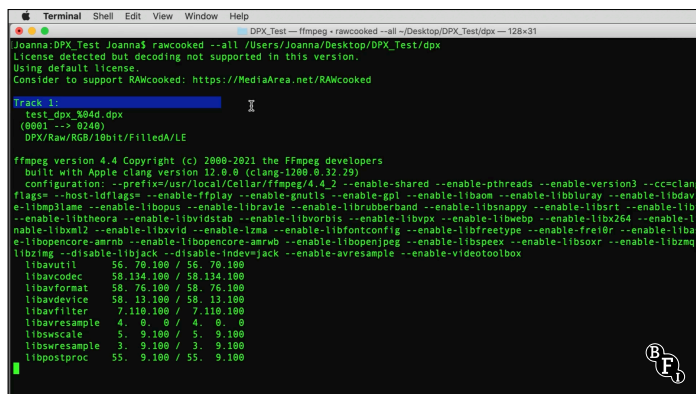 Terminal Shell Edit View Window Help
DPX_Test — ffmpeg • rawcooked --all ~/Desktop/DPX_Test/dpx — 128×31
[Joanna:DPX_Test Joanna$ rawcooked --all /Users/Joanna/Desktop/DPX_Test/dpx
License detected but decoding not supported in this version.
Using default license.
Consider to support RAWcooked: https://MediaArea.net/RAWcooked
Track 1:
test_dpx_%04d.dpx
(0001 --> 0240)
DPX/Raw/RGB/10bit/FilledA/LE
ffmpeg version 4.4 Copyright (c) 2000-2021 the FFmpeg developers
built with Apple clang version 12.0.0 (clang-1200.0.32.29)
configuration: --prefix=/usr/local/Cellar/ffmpeg/4.4_2 --enable-shared --enable-pthreads --enable-version3 --cc=clang
flags= --host-ldflags= --enable-ffplay --enable-gnutls --enable-gpl --enable-libaom --enable-libbluray --enable-libdav
e-libmp3lame --enable-libopus --enable-librav1e --enable-librubberband --enable-libsnappy --enable-libsrt --enable-lib
--enable-libtheora --enable-libvidstab --enable-libvorbis --enable-libvpx --enable-libwebp --enable-libx264 --enable-l
nable-libxml2 --enable-libxvid --enable-lzma --enable-libfontconfig --enable-libfreetype --enable-frei0r --enable-liba
e-libopencore-amrnb --enable-libopencore-amrwb --enable-libopenjpeg --enable-libspeex --enable-libsoxr --enable-libzmq
libzimg --disable-libjack --disable-indev=jack --enable-avresample --enable-videotoolbox
libavutil 56. 70.100 / 56. 70.100
libavcodec 58.134.100 / 58.134.100
libavformat 58. 76.100 / 58. 76.100
libavdevice 58. 13.100 / 58. 13.100
libavfilter 7.110.100 / 7.110.100
libavresample 4. 0. 0 / 4. 0. 0
libswscale 5. 9.100 / 5. 9.100
libswresample 3. 9.100 / 3. 9.100
libpostproc 55. 9.100 / 55. 9.100
BFI